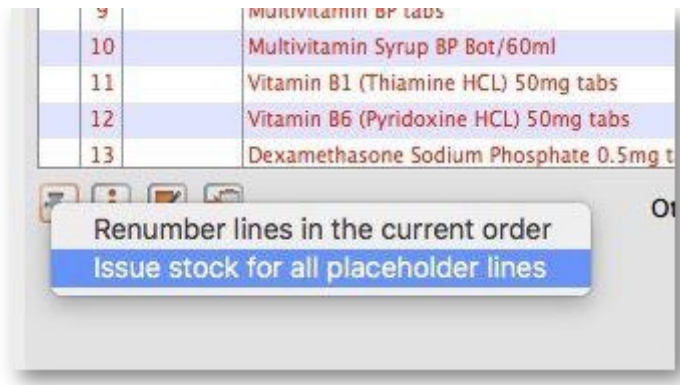 9 Multivitamin BP tabs
10 Multivitamin Syrup BP Bot/60ml
11 Vitamin B1 (Thiamine HCL) 50mg tabs
12 Vitamin B6 (Pyridoxine HCL) 50mg tabs
13 Dexamethasone Sodium Phosphate 0.5mg t
Ot
Renumber lines in the current order
Issue stock for all placeholder lines